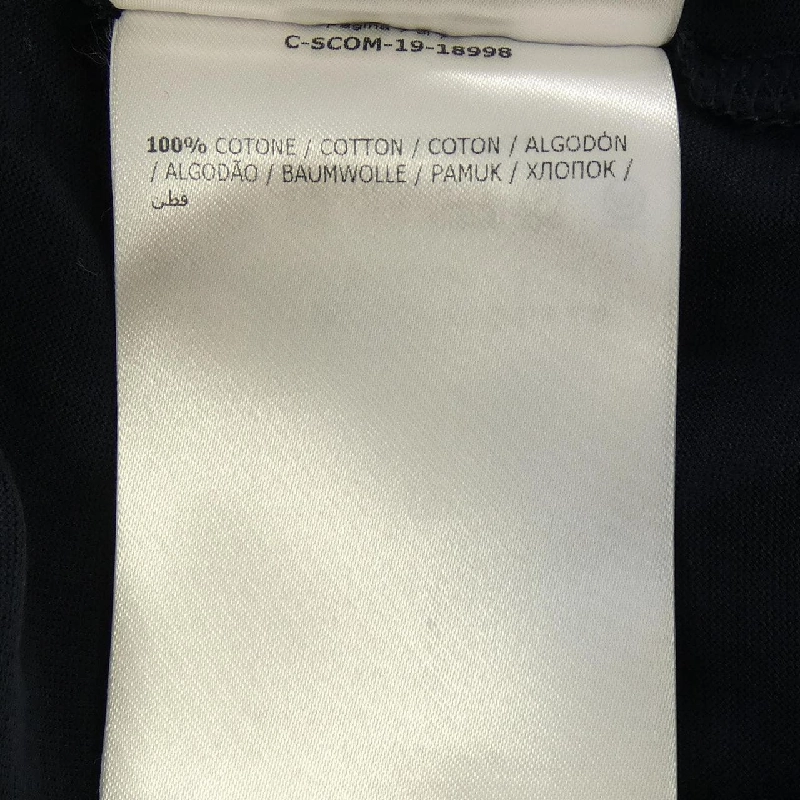 C-SCOM-19-18998
100% COTONE / COTTON / COTON / ALGODÓN
/ ALGODÃO / BAUMWOLLE / PAMUK / ХЛОПОК /
قطن